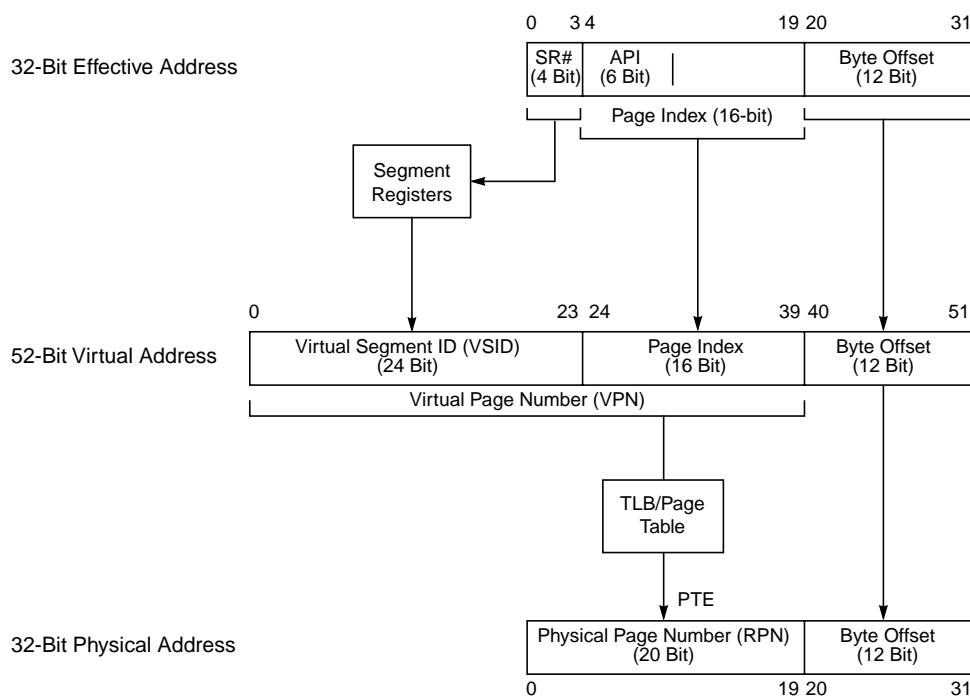 0 3 4 19 20 31
32-Bit Effective Address
SR# API Byte Offset
(4 Bit) (6 Bit) (12 Bit)
Page Index (16-bit)
Segment
Registers
0 23 24 39 40 51
52-Bit Virtual Address
Virtual Segment ID (VSID) Page Index Byte Offset
(24 Bit) (16 Bit) (12 Bit)
Virtual Page Number (VPN)
TLB/Page
Table
PTE
32-Bit Physical Address
Physical Page Number (RPN) Byte Offset
(20 Bit) (12 Bit)
0 19 20 31